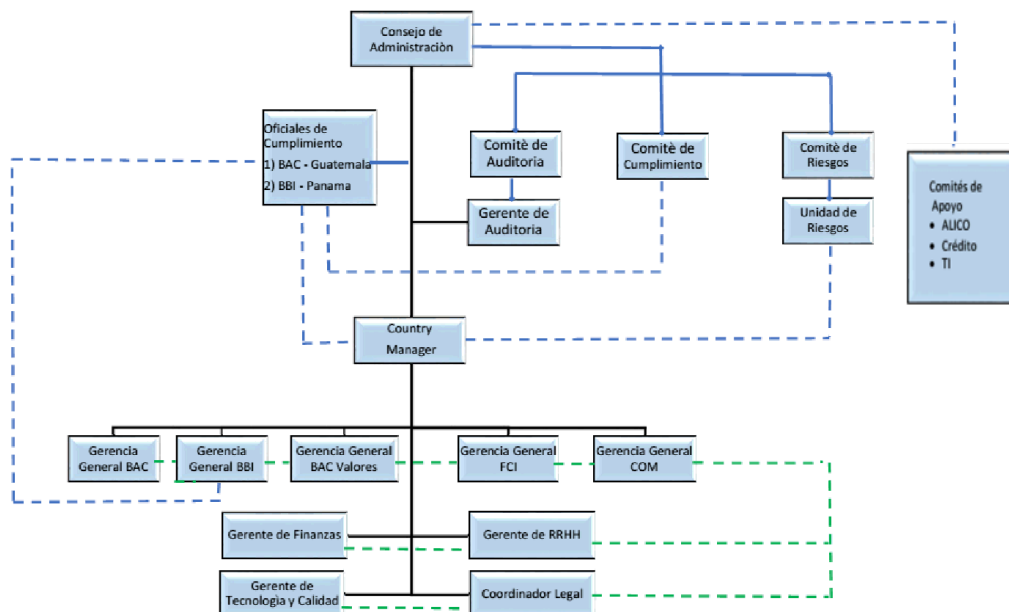 Consejo de
Administraciòn
Oficiales de
Cumplimiento
1) BAC - Guatemala
2) BBI - Panama
Comitè de
Auditoria
Comitè de
Cumplimiento
Comitè de
Riesgos
Gerente de
Auditoria
Unidad de
Riesgos
Comités de
Apoyo
• ALICO
• Crédito
• TI
Country
Manager
Gerencia
General BAC
Gerencia
General BBI
Gerencia General
BAC Valores
Gerencia General
FCI
Gerencia General
COM
Gerente de Finanzas
Gerente de RRHH
Gerente de
Tecnologìa y Calidad
Coordinador Legal